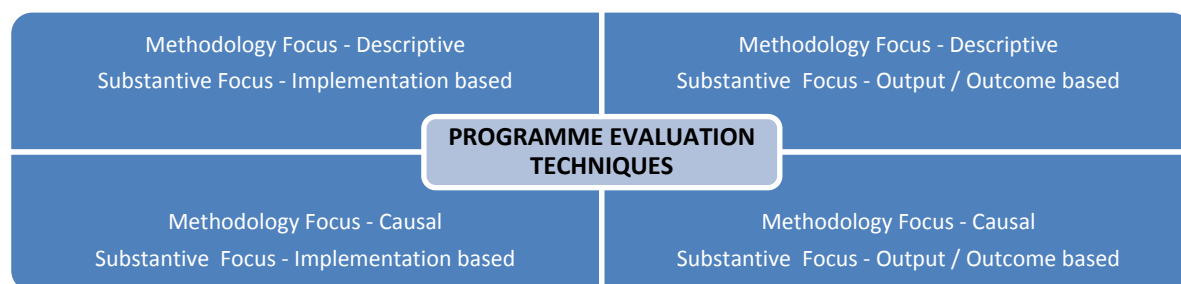 Methodology Focus - Descriptive
Substantive Focus - Implementation based
Methodology Focus - Descriptive
Substantive  Focus - Output / Outcome based
PROGRAMME EVALUATION
TECHNIQUES
Methodology Focus - Causal
Substantive  Focus - Implementation based
Methodology Focus - Causal
Substantive  Focus - Output / Outcome based